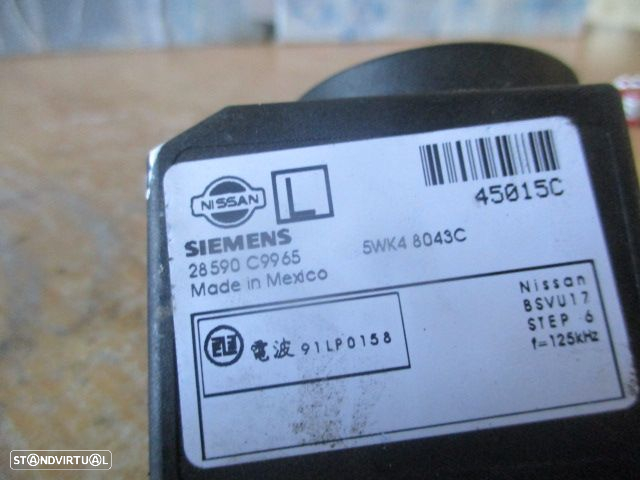 NISSAN
L
45015C
SIEMENS
28590 C9965
5WK4 8043C
Made in Mexico
Nissan
BSVU17
STEP 6
f=125kHz
電波 91LP0158
STANDVIRTUAL